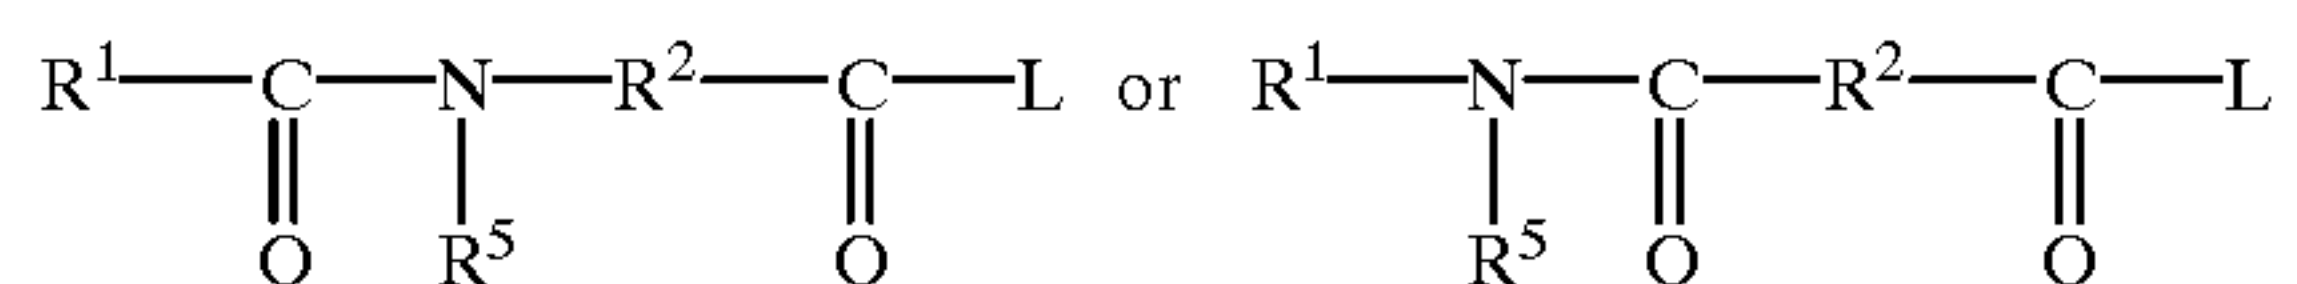 R¹—C—N—R²—C—L or R¹—N—C—R²—C—L
O R⁵ O R⁵ O O